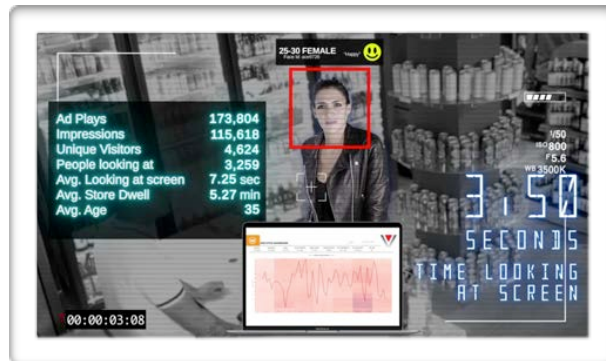 25-30 FEMALE
"Happy"
Ad Plays 173,804
Impressions 115,618
Unique Visitors 4,624
People looking at 3,259
Avg. Looking at screen 7.25 sec
Avg. Store Dwell 5.27 min
Avg. Age 35
1/50
ISO 800
F 5.6
WB 3500K
3.50
SECONDS
TIME LOOKING
AT SCREEN
00:00:03:08